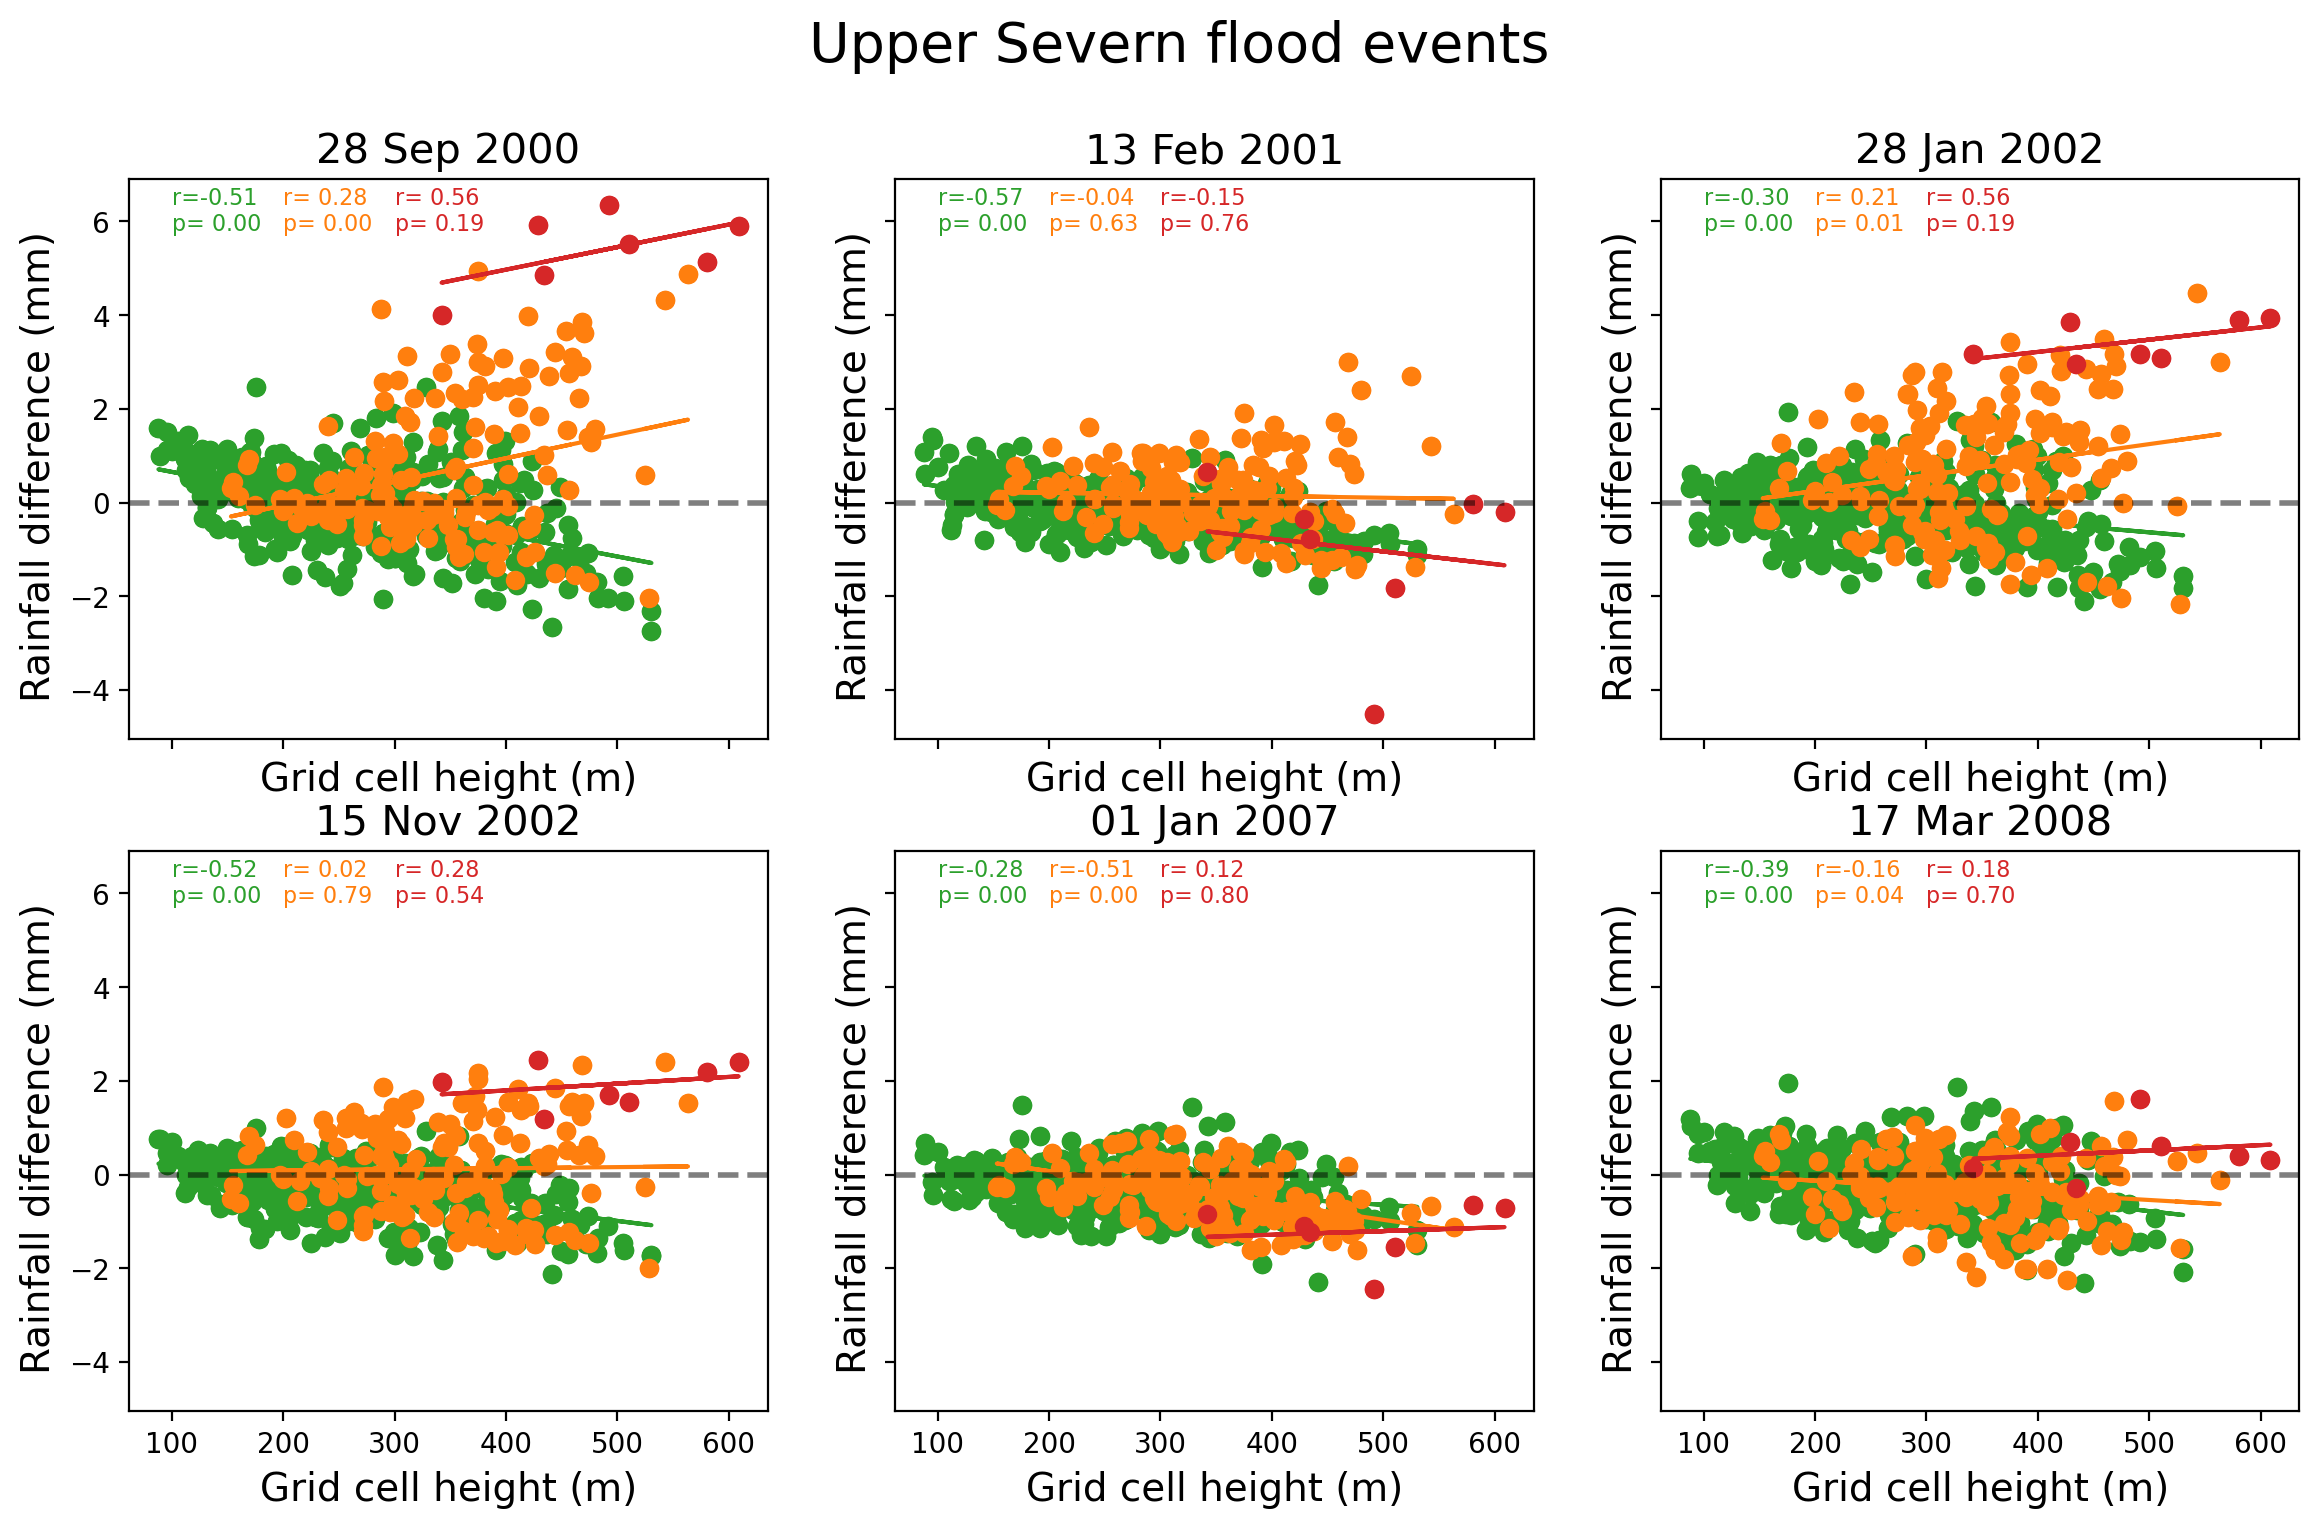 Upper Severn flood events
28 Sep 2000
r=-0.51 r= 0.28 r= 0.56
p= 0.00 p= 0.00 p= 0.19
6
4
2
0
−2
−4
Rainfall difference (mm)
Grid cell height (m)
13 Feb 2001
r=-0.57 r=-0.04 r=-0.15
p= 0.00 p= 0.63 p= 0.76
Rainfall difference (mm)
Grid cell height (m)
28 Jan 2002
r=-0.30 r= 0.21 r= 0.56
p= 0.00 p= 0.01 p= 0.19
Rainfall difference (mm)
Grid cell height (m)
15 Nov 2002
r=-0.52 r= 0.02 r= 0.28
p= 0.00 p= 0.79 p= 0.54
6
4
2
0
−2
−4
Rainfall difference (mm)
100 200 300 400 500 600
Grid cell height (m)
01 Jan 2007
r=-0.28 r=-0.51 r= 0.12
p= 0.00 p= 0.00 p= 0.80
Rainfall difference (mm)
100 200 300 400 500 600
Grid cell height (m)
17 Mar 2008
r=-0.39 r=-0.16 r= 0.18
p= 0.00 p= 0.04 p= 0.70
Rainfall difference (mm)
100 200 300 400 500 600
Grid cell height (m)